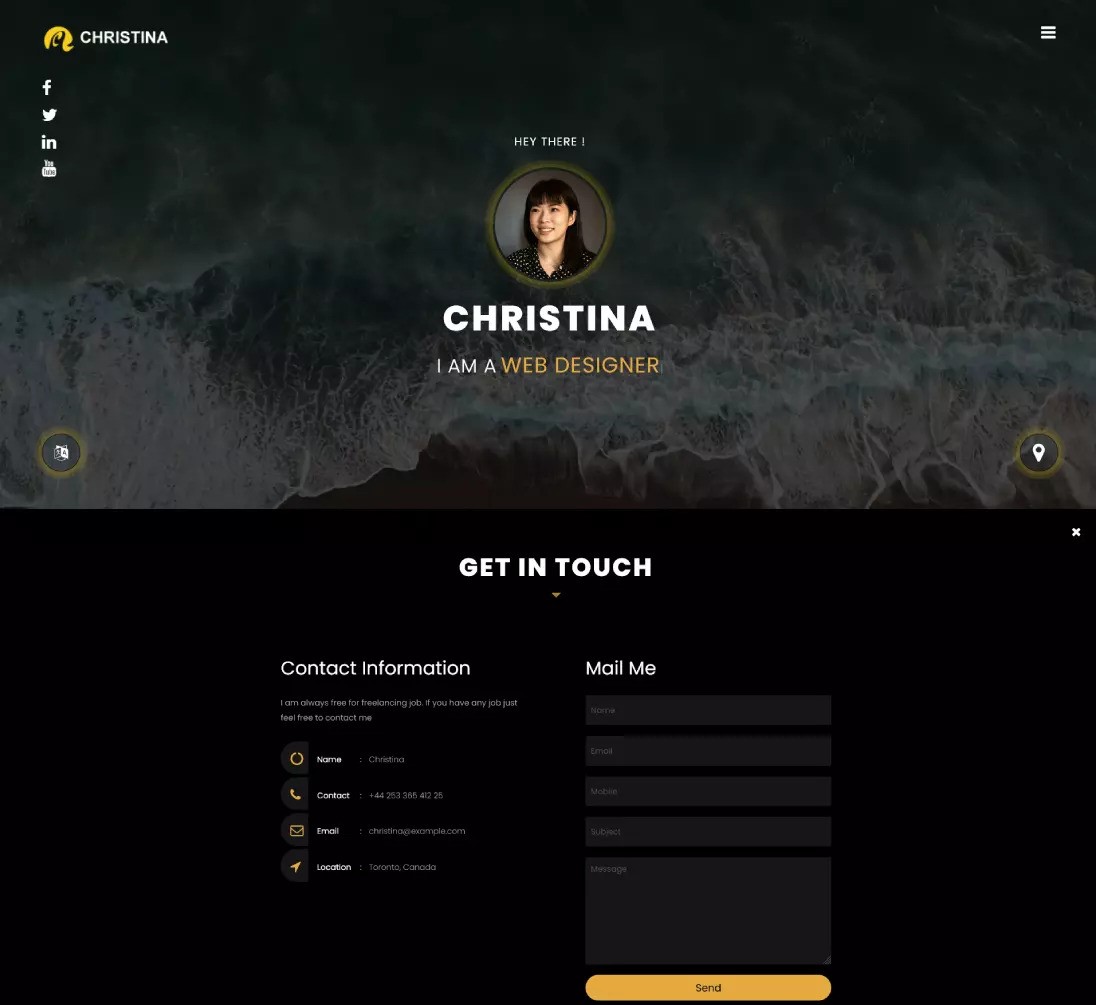 CHRISTINA
You
Tube
HEY THERE !
CHRISTINA
I AM A WEB DESIGNER
GET IN TOUCH
Contact Information
I am always free for freelancing job. If you have any job just
feel free to contact me
Name : Christina
Contact : +44 253 365 412 25
Email : christina@example.com
Location : Toronto, Canada
Mail Me
Name
Email
Mobile
Subject
Message
Send